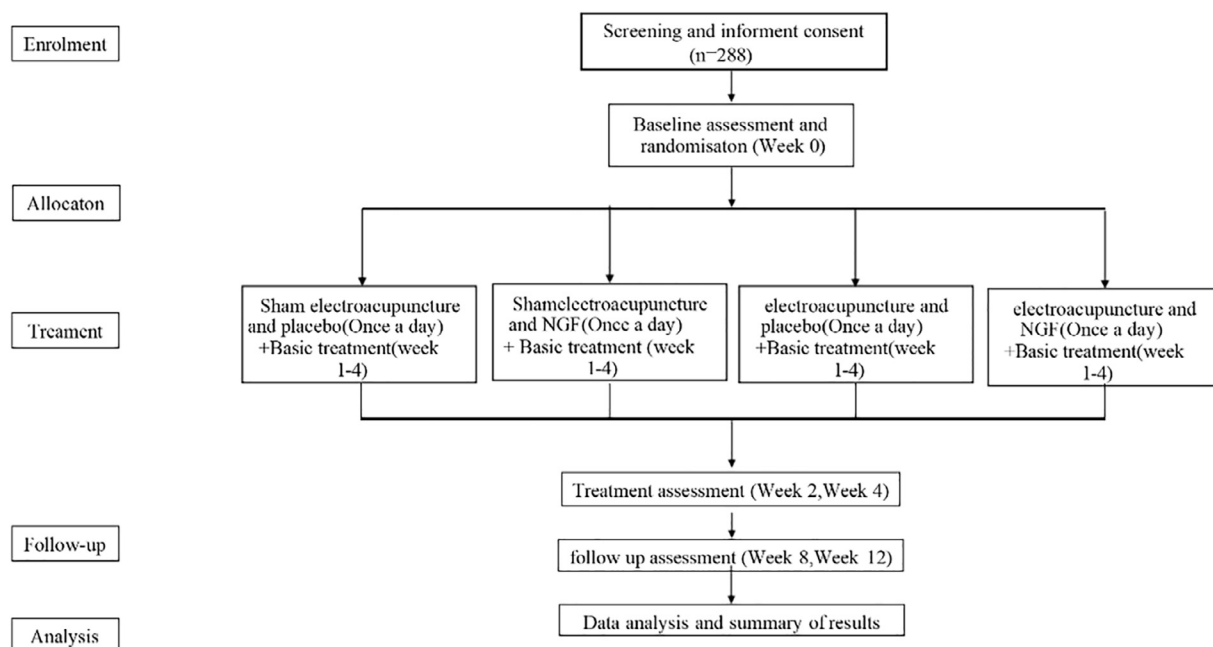 Enrolment
Screening and informent consent
(n=288)
Baseline assessment and
randomisaton (Week 0)
Allocaton
Treament
Sham electroacupuncture
and placebo(Once a day)
+Basic treatment(week
1-4)
Shamelectroacupuncture
and NGF(Once a day)
+ Basic treatment (week
1-4)
electroacupuncture and
placebo(Once a day)
+Basic treatment(week
1-4)
electroacupuncture and
NGF(Once a day)
+Basic treatment(week
1-4)
Treatment assessment (Week 2,Week 4)
Follow-up
follow up assessment (Week 8,Week 12)
Data analysis and summary of results
Analysis